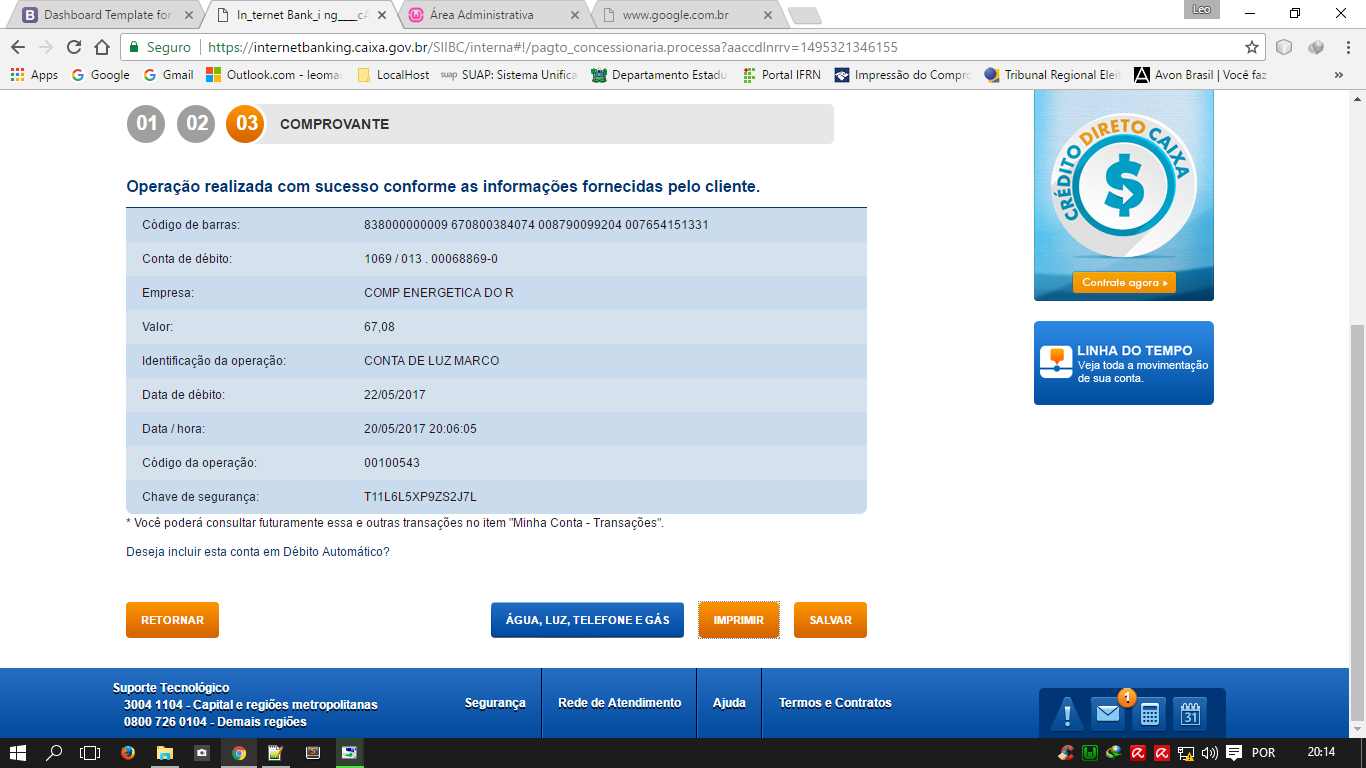 Dashboard Template for
In_ternet Bank_i ng____cA
Área Administrativa
www.google.com.br
Leo
Seguro
https://internetbanking.caixa.gov.br/SIIBC/interna#!/pagto_concessionaria.processa?aaccdlnrrv=1495321346155
Apps
Google
Gmail
Outlook.com - leomau
LocalHost
suap SUAP: Sistema Unifica
Departamento Estadu
Portal IFRN
Impressão do Compro
Tribunal Regional Eleit
Avon Brasil | Você faz
»
01 02 03 COMPROVANTE
Operação realizada com sucesso conforme as informações fornecidas pelo cliente.
Código de barras: 838000000009 670800384074 008790099204 007654151331
Conta de débito: 1069 / 013 . 00068869-0
Empresa: COMP ENERGETICA DO R
Valor: 67,08
Identificação da operação: CONTA DE LUZ MARCO
Data de débito: 22/05/2017
Data / hora: 20/05/2017 20:06:05
Código da operação: 00100543
Chave de segurança: T11L6L5XP9ZS2J7L
* Você poderá consultar futuramente essa e outras transações no item "Minha Conta - Transações".
Deseja incluir esta conta em Débito Automático?
RETORNAR
ÁGUA, LUZ, TELEFONE E GÁS
IMPRIMIR
SALVAR
CRÉDITO DIRETO CAIXA
$
Contrate agora
LINHA DO TEMPO
Veja toda a movimentação
de sua conta.
Suporte Tecnológico
3004 1104 - Capital e regiões metropolitanas
0800 726 0104 - Demais regiões
Segurança
Rede de Atendimento
Ajuda
Termos e Contratos
1
31
POR
20:14